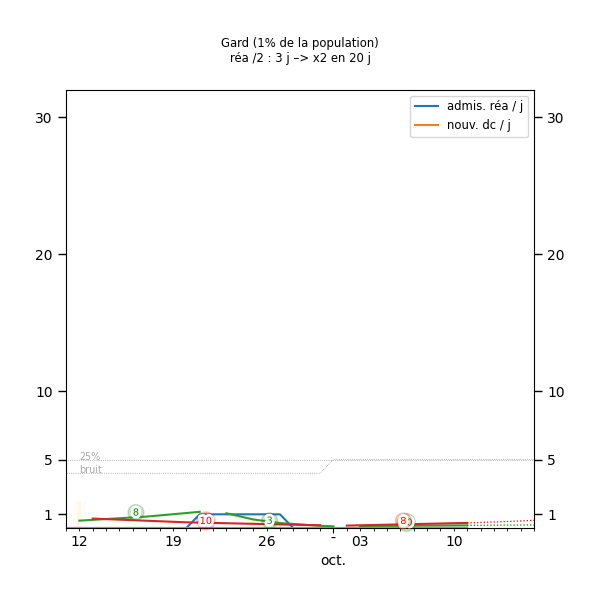 Gard (1% de la population)
réa /2 : 3 j –> x2 en 20 j
admis. réa / j
nouv. dc / j
30 30
20 20
10 10
5 5
1 1
25%
bruit
8
10
3
8
12 19 26 - 03 10
oct.